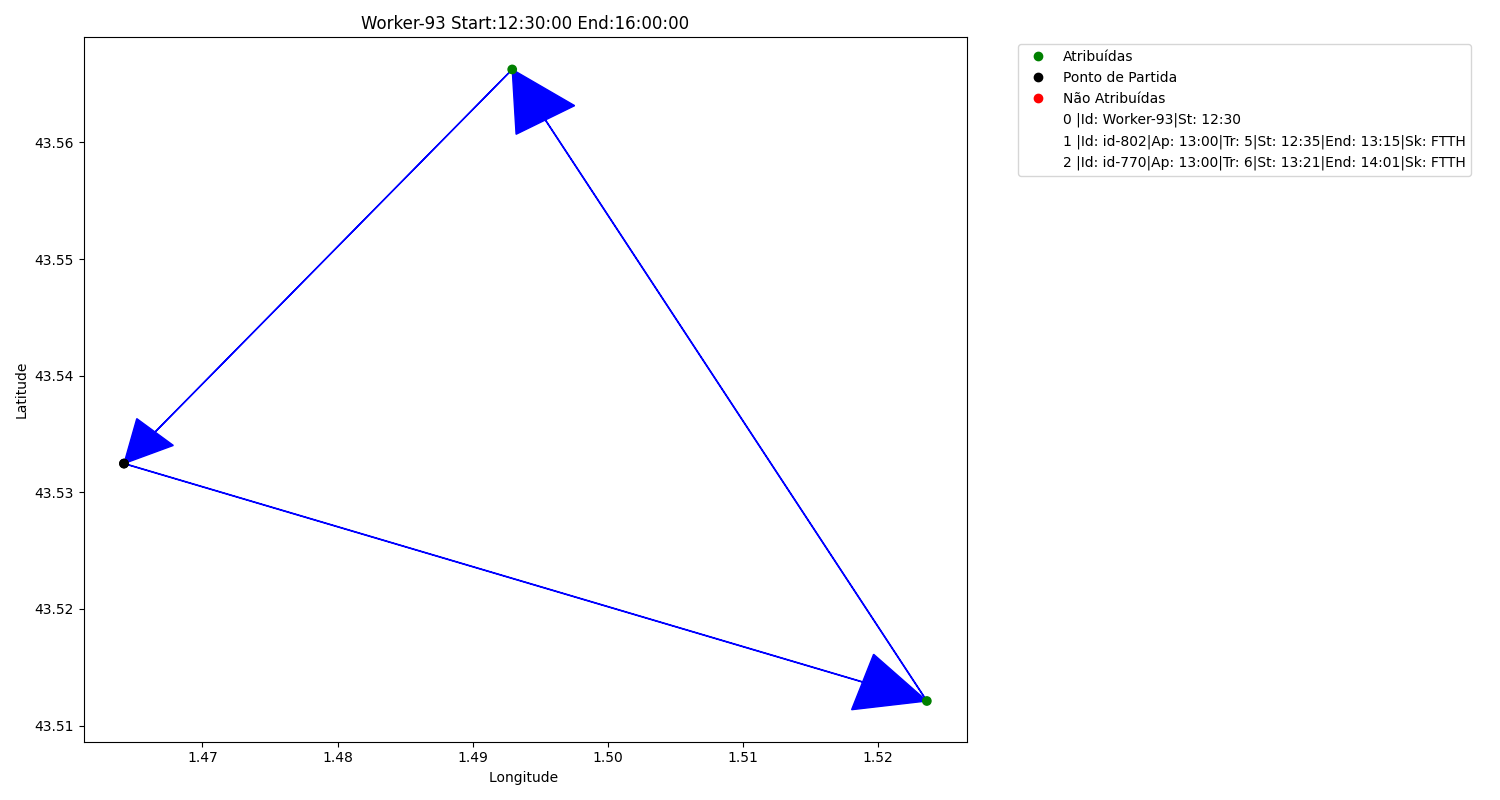 Worker-93 Start:12:30:00 End:16:00:00
Atribuídas
Ponto de Partida
Não Atribuídas
0 |Id: Worker-93|St: 12:30
1 |Id: id-802|Ap: 13:00|Tr: 5|St: 12:35|End: 13:15|Sk: FTTH
2 |Id: id-770|Ap: 13:00|Tr: 6|St: 13:21|End: 14:01|Sk: FTTH
Latitude
43.56
43.55
43.54
43.53
43.52
43.51
1.47 1.48 1.49 1.50 1.51 1.52
Longitude